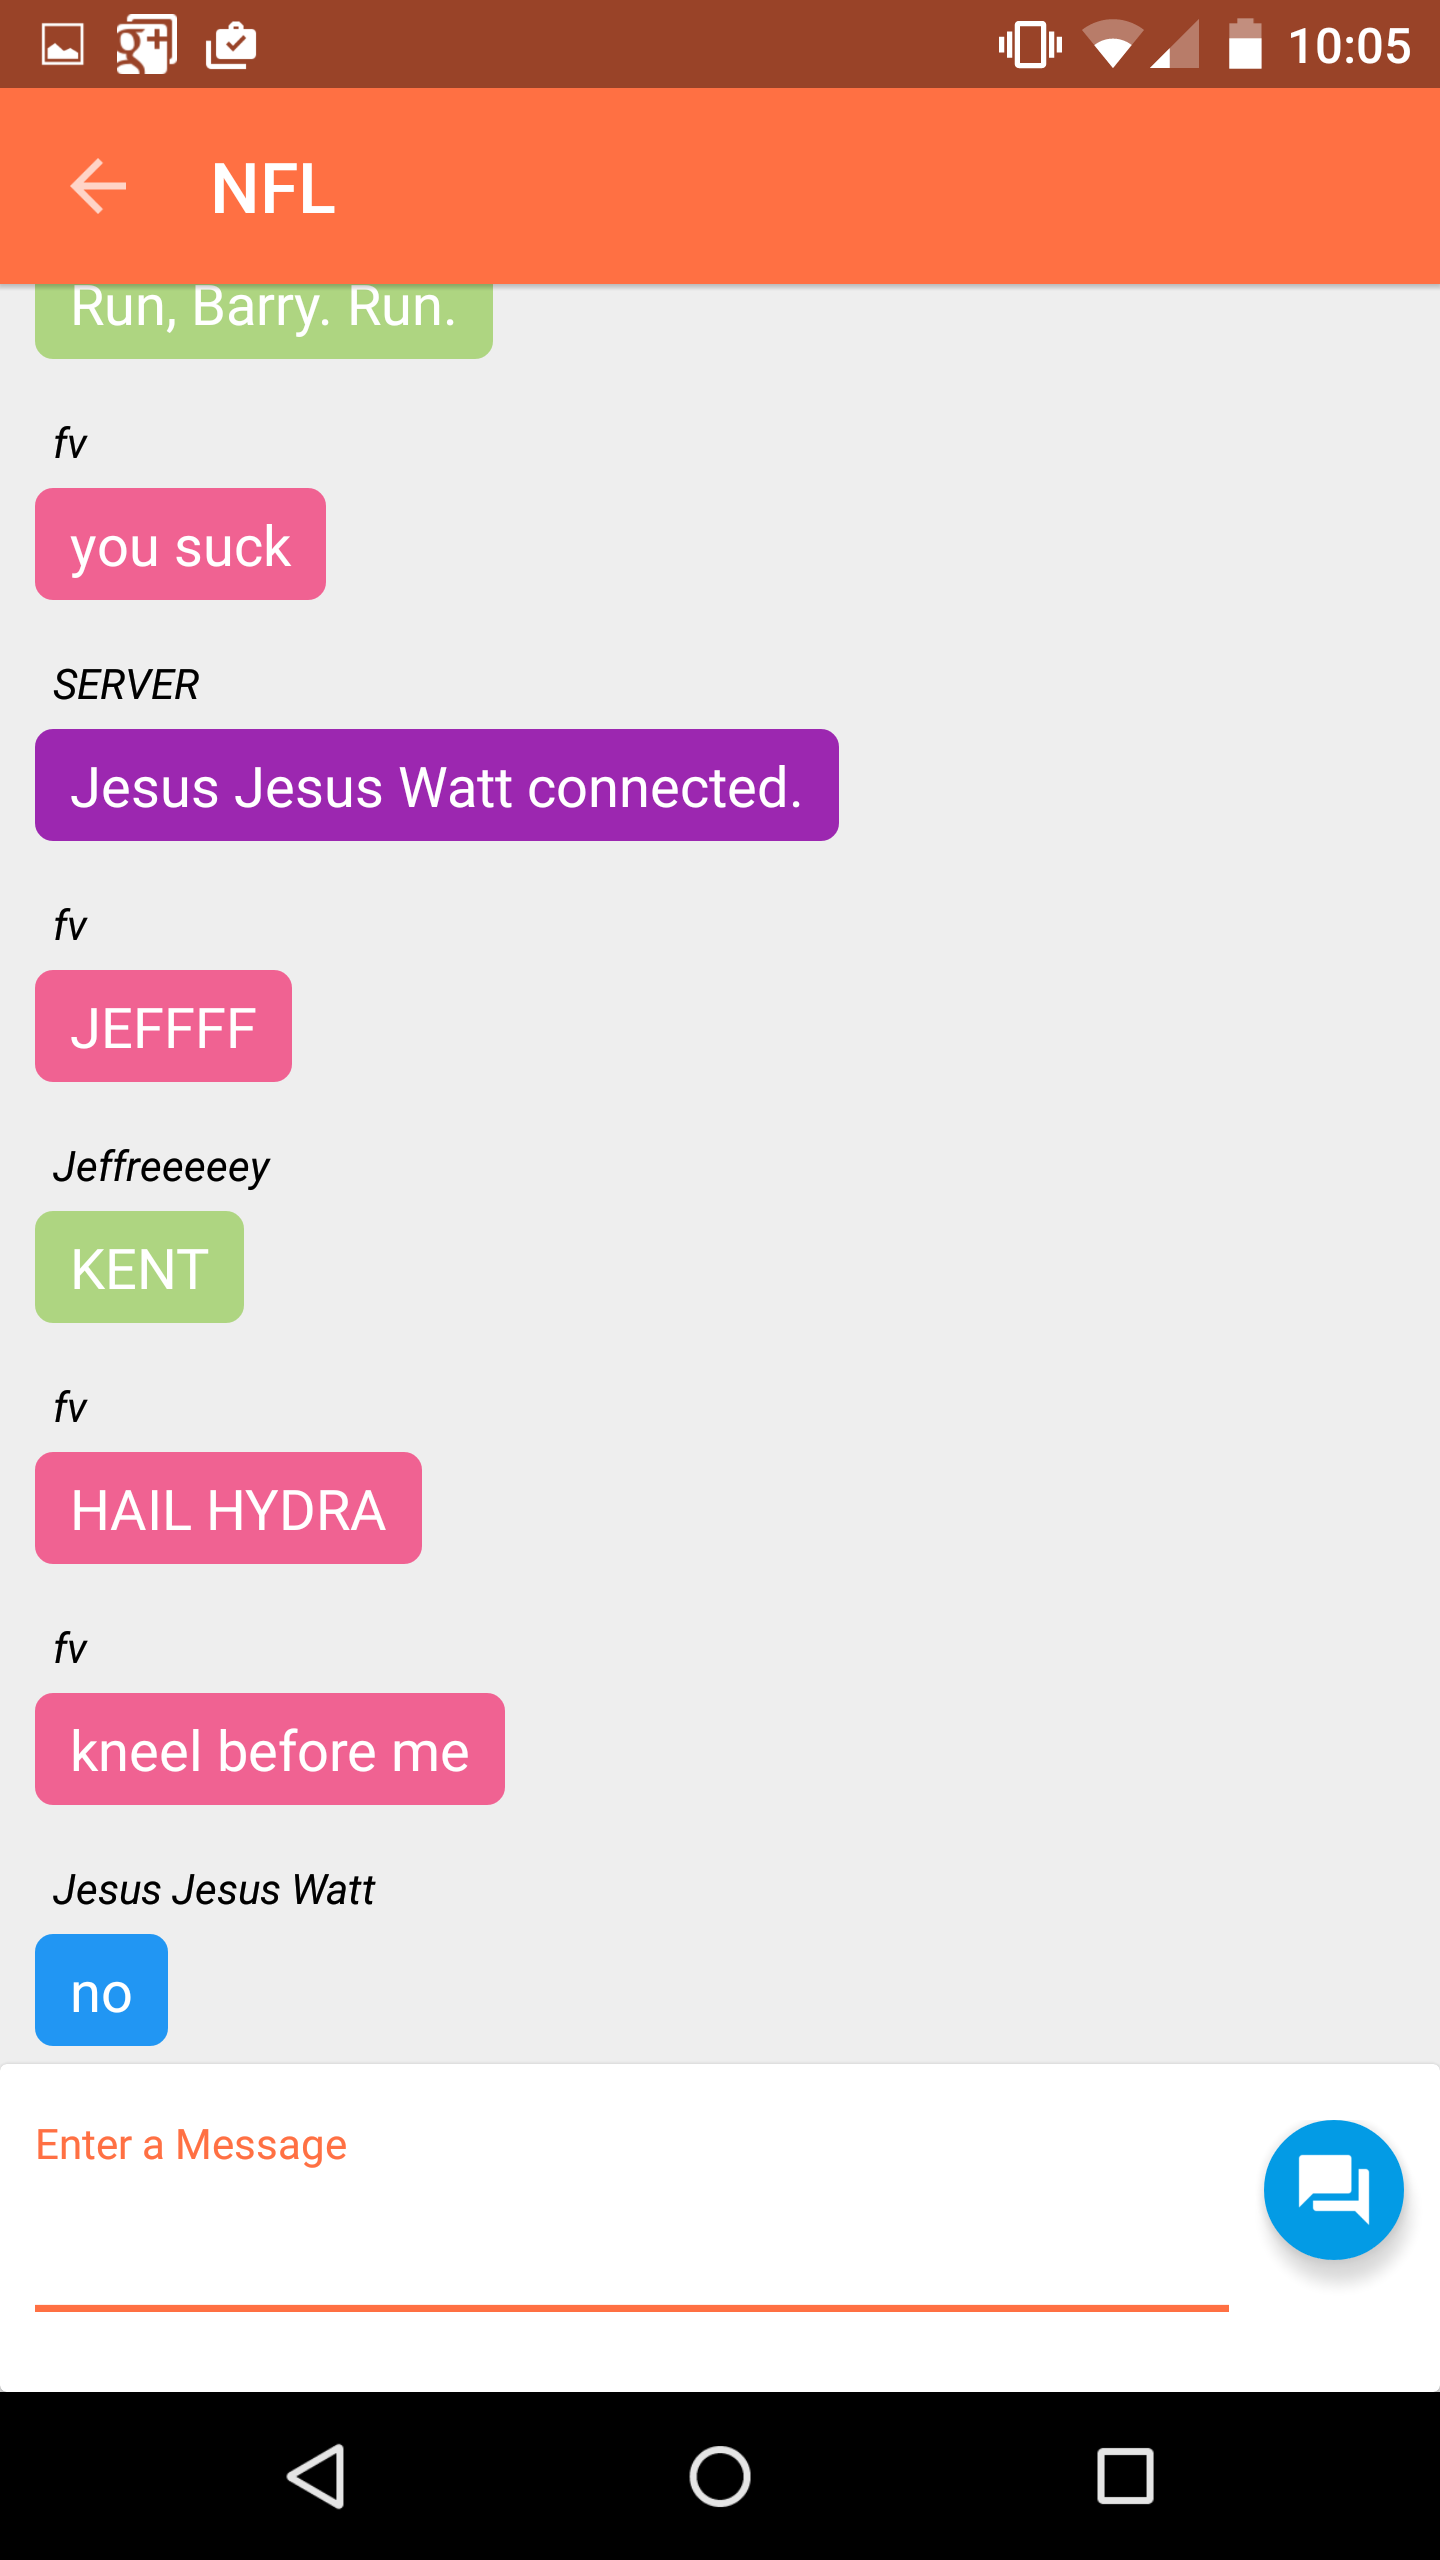 10:05
NFL
Run, Barry. Run.
fv
you suck
SERVER
Jesus Jesus Watt connected.
fv
JEFFFF
Jeffreeeeey
KENT
fv
HAIL HYDRA
fv
kneel before me
Jesus Jesus Watt
no
Enter a Message